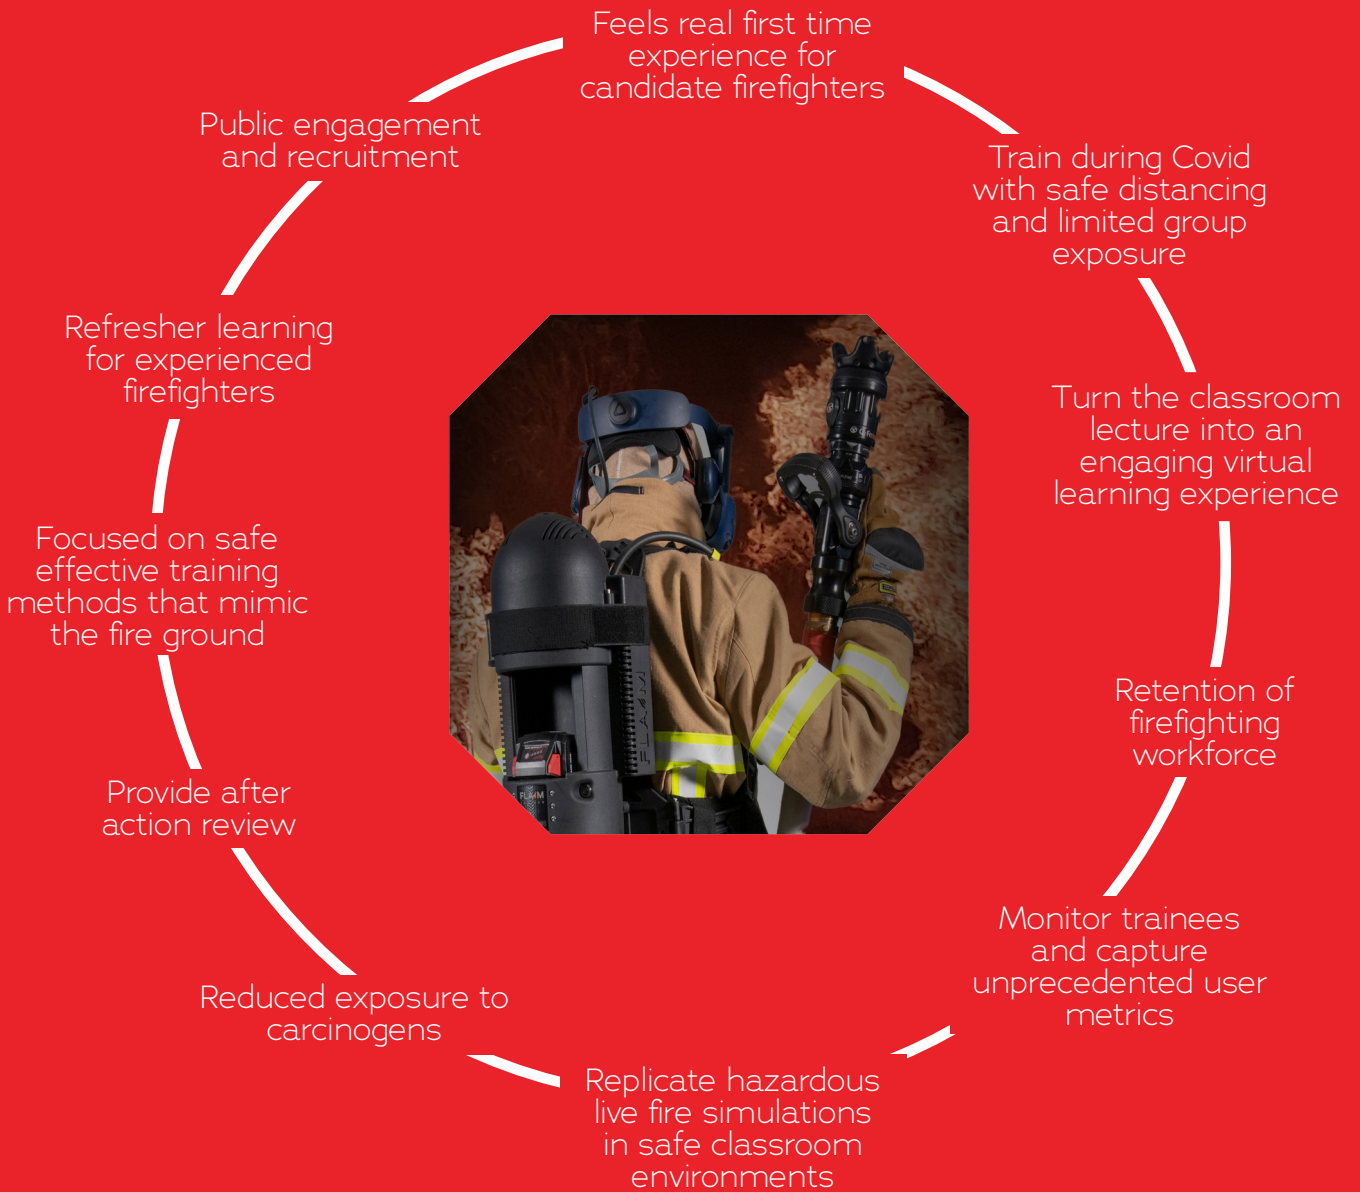 Feels real first time
experience for
candidate firefighters
Train during Covid
with safe distancing
and limited group
exposure
Turn the classroom
lecture into an
engaging virtual
learning experience
Retention of
firefighting
workforce
Monitor trainees
and capture
unprecedented user
metrics
Replicate hazardous
live fire simulations
in safe classroom
environments
Reduced exposure to
carcinogens
Provide after
action review
Focused on safe
effective training
methods that mimic
the fire ground
Refresher learning
for experienced
firefighters
Public engagement
and recruitment